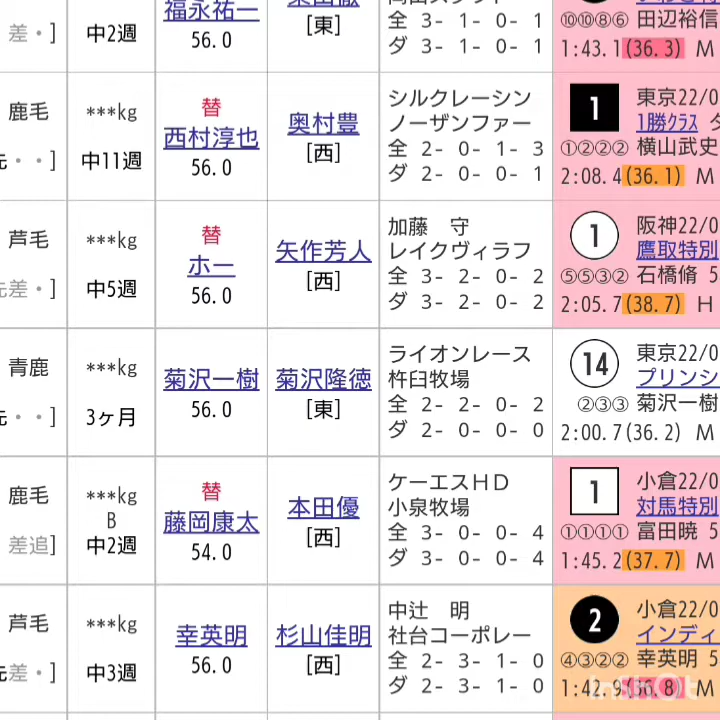 差・] 中2週 福永祐一 56.0 [東] 全 3- 1- 0- 1 ダ 3- 1- 0- 1 ⑩⑩⑧⑥ 田辺裕信 1:43.1(36.3) M
鹿毛 ・・] ***kg 中11週 替 西村淳也 56.0 奥村豊 [西] シルクレーシン ノーザンファー 全 2- 0- 1- 3 ダ 2- 0- 0- 1 1 東京22/0 1勝クラス ダ ①②②② 横山武史 2:08.4(36.1) M
芦毛 先差・] ***kg 中5週 替 ホー 56.0 矢作芳人 [西] 加藤 守 レイクヴィラフ 全 3- 2- 0- 2 ダ 3- 2- 0- 2 1 阪神22/0 鷹取特別 ⑤⑤③② 石橋脩 5 2:05.7(38.7) H
青鹿 ・・] ***kg 3ヶ月 菊沢一樹 56.0 菊沢隆徳 [東] ライオンレース 杵臼牧場 全 2- 2- 0- 2 ダ 2- 0- 0- 0 14 東京22/0 プリンシ ②③③ 菊沢一樹 2:00.7(36.2) M
鹿毛 差追] ***kg B 中2週 替 藤岡康太 54.0 本田優 [西] ケーエスHD 小泉牧場 全 3- 0- 0- 4 ダ 3- 0- 0- 4 1 小倉22/0 対馬特別 ①①①① 富田暁 5 1:45.2(37.7) M
芦毛 先差・] ***kg 中3週 幸英明 56.0 杉山佳明 [西] 中辻 明 社台コーポレー 全 2- 3- 1- 0 ダ 2- 3- 1- 0 2 小倉22/0 インディ ④③②② 幸英明 5 1:42.9(36.8) M